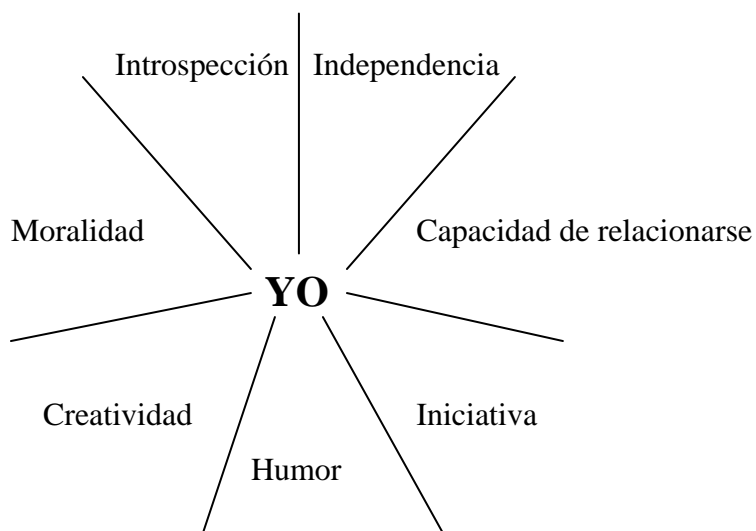 Introspección Independencia
Moralidad Capacidad de relacionarse
YO
Creatividad Iniciativa
Humor